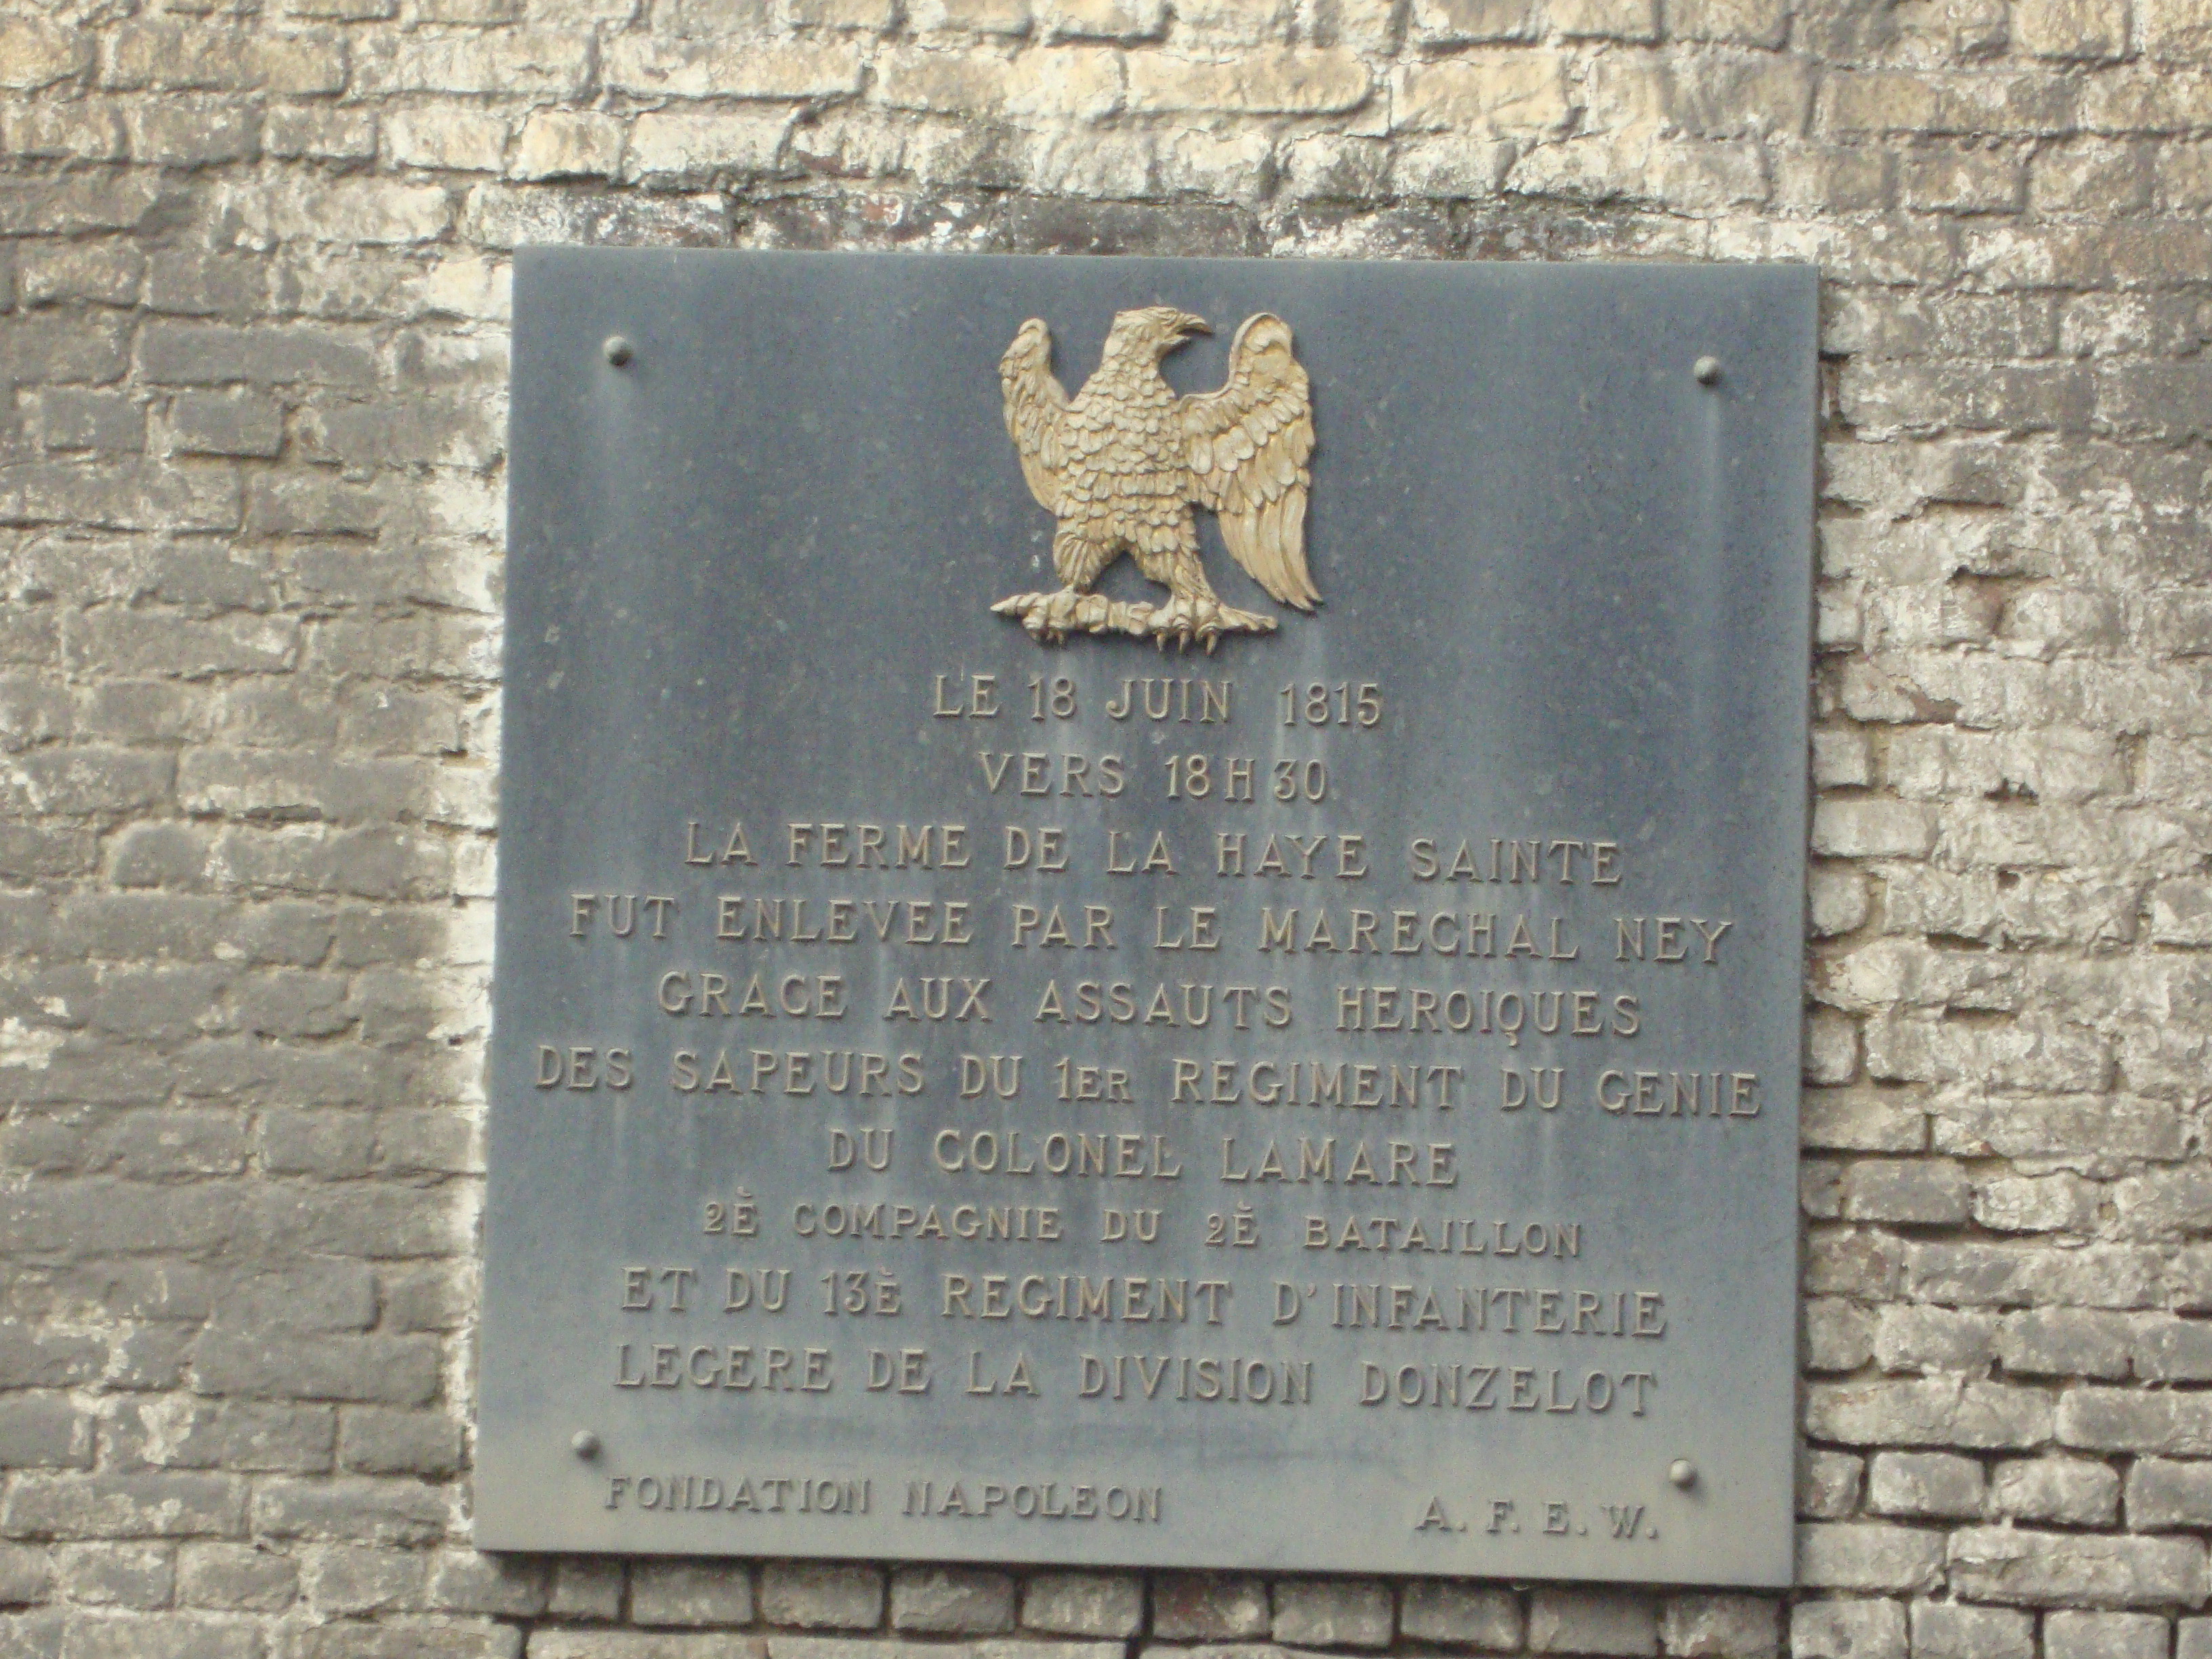 LE 18 JUIN 1815
VERS 18 H 30
LA FERME DE LA HAYE SAINTE
FUT ENLEVEE PAR LE MARECHAL NEY
GRACE AUX ASSAUTS HEROIQUES
DES SAPEURS DU 1ER REGIMENT DU GENIE
DU COLONEL LAMARE
2È COMPAGNIE DU 2È BATAILLON
ET DU 13È REGIMENT D'INFANTERIE
LEGERE DE LA DIVISION DONZELOT
FONDATION NAPOLEON A. F. E. W.